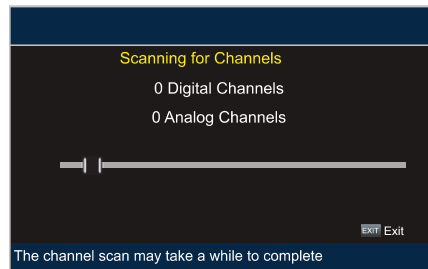 Scanning for Channels
0 Digital Channels
0 Analog Channels
EXIT Exit
The channel scan may take a while to complete